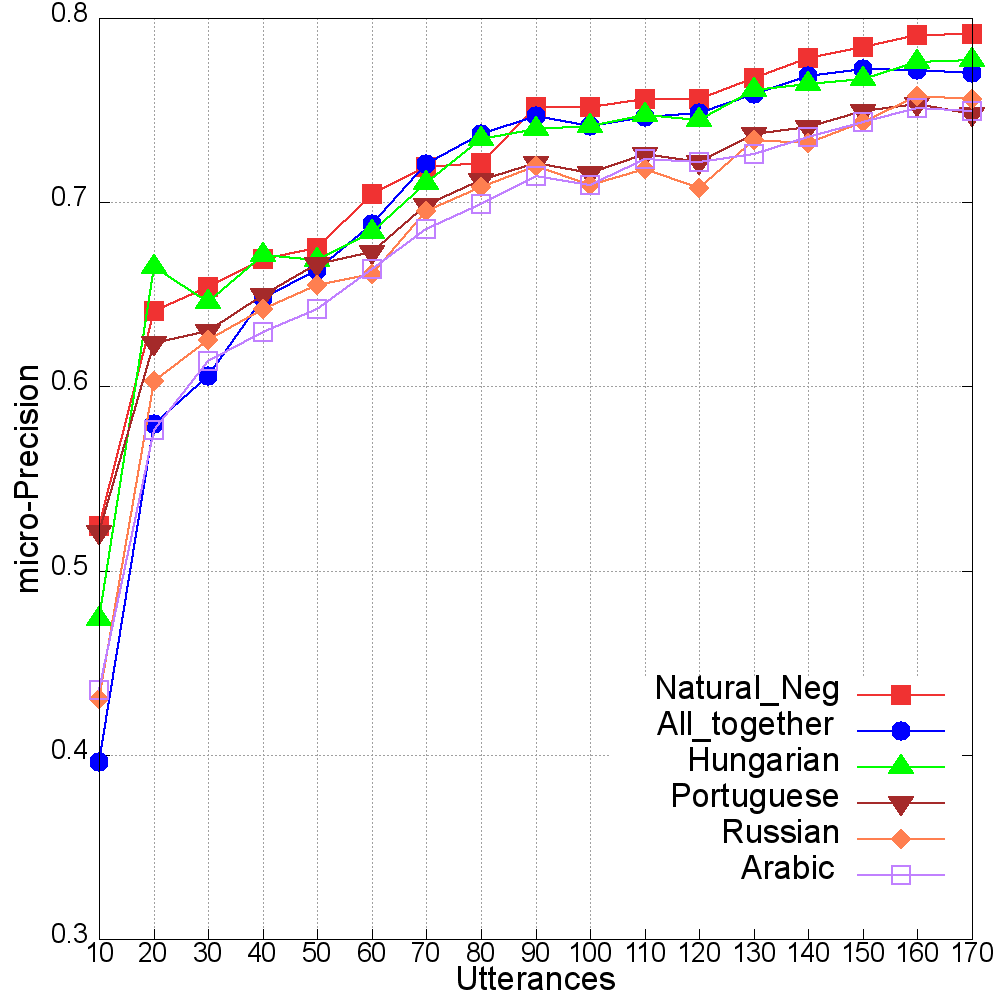 0.8
0.7
0.6
0.5
0.4
0.3
micro-Precision
Natural_Neg
All_together
Hungarian
Portuguese
Russian
Arabic
10 20 30 40 50 60 70 80 90 100 110 120 130 140 150 160 170
Utterances